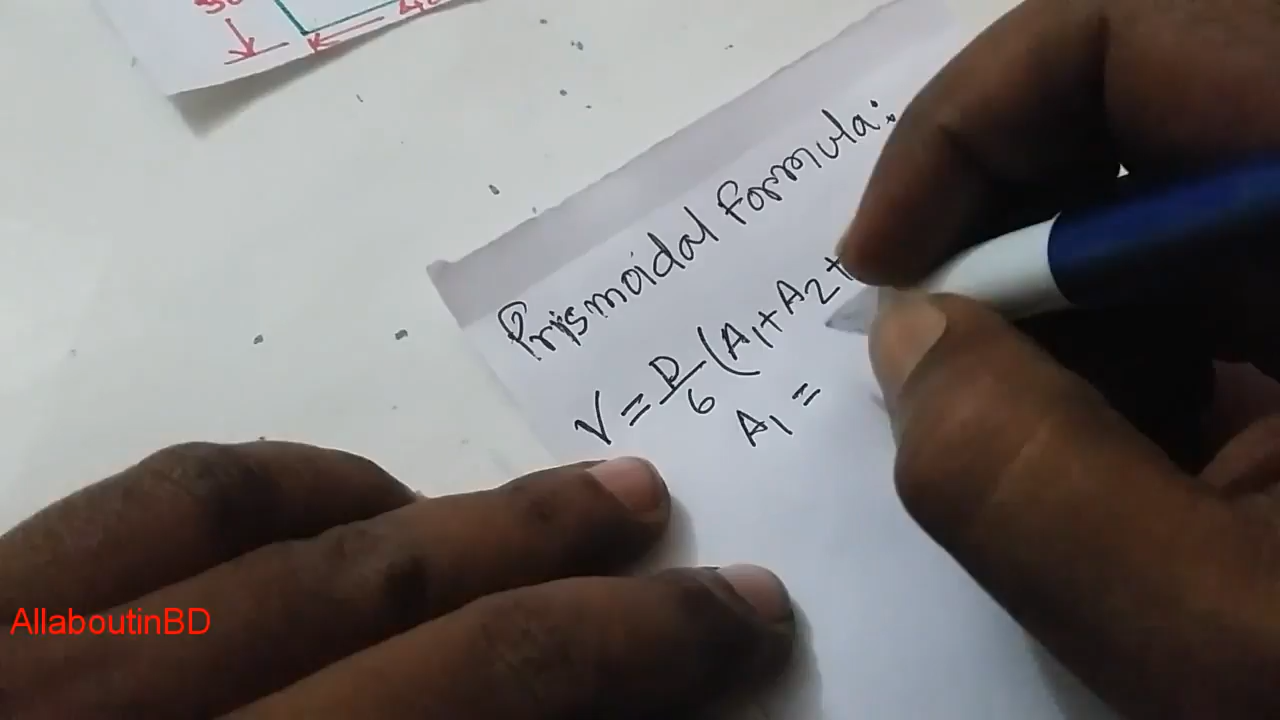 Prismoidal Formula:
V = D/6 (A1 + A2 +
A1 =
AllaboutinBD